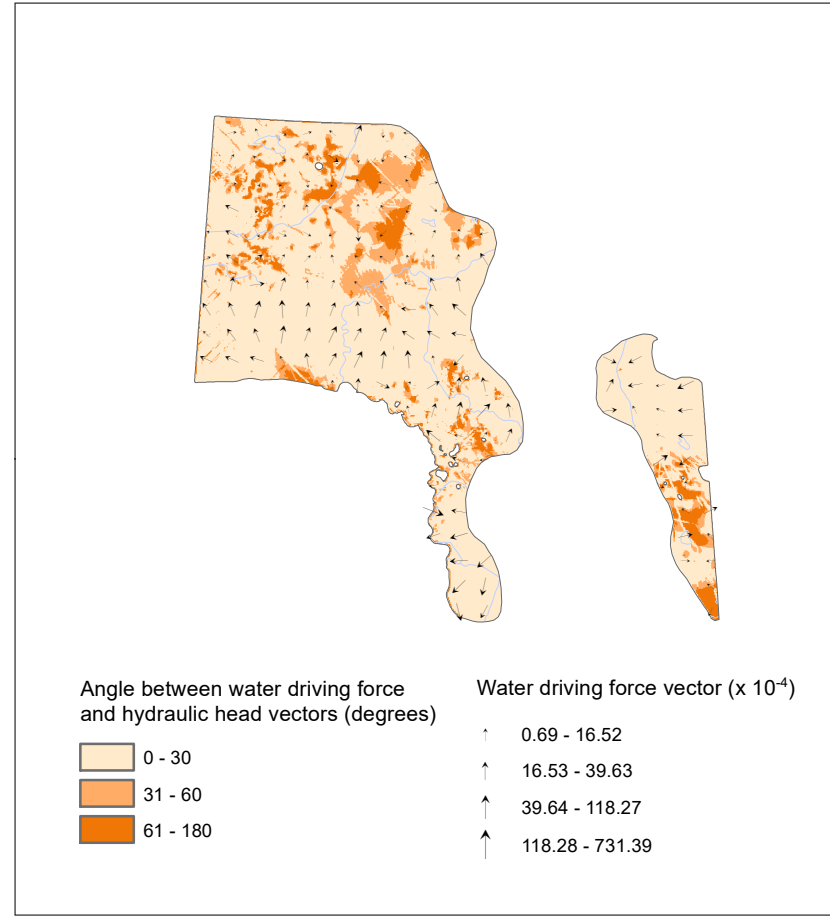 Angle between water driving force
and hydraulic head vectors (degrees)
0 - 30
31 - 60
61 - 180
Water driving force vector (x 10⁻⁴)
0.69 - 16.52
16.53 - 39.63
39.64 - 118.27
118.28 - 731.39